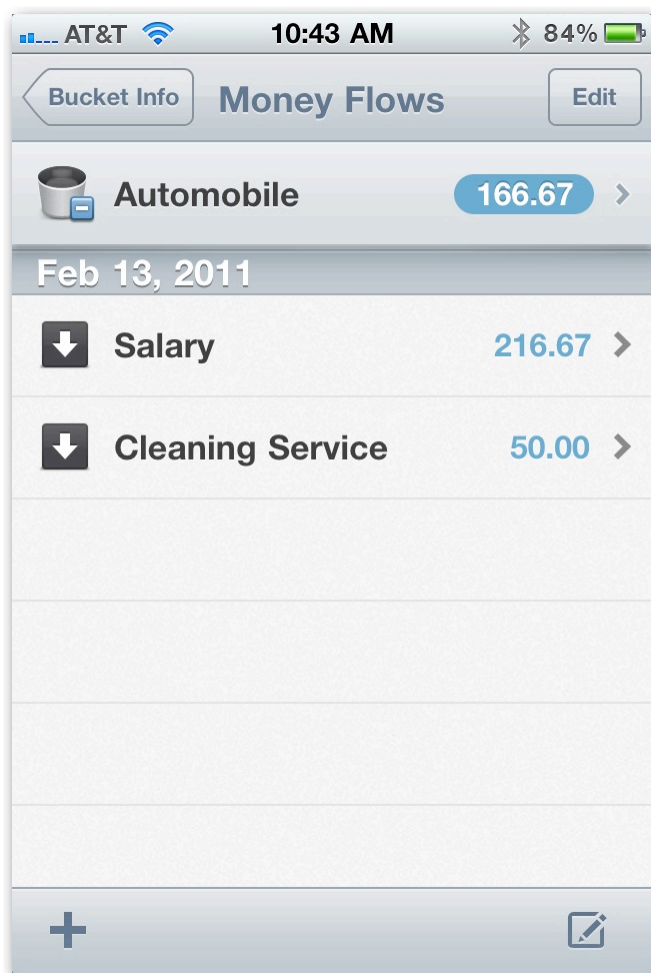 AT&T 10:43 AM 84%
Bucket Info Money Flows Edit
Automobile 166.67
Feb 13, 2011
Salary 216.67
Cleaning Service 50.00